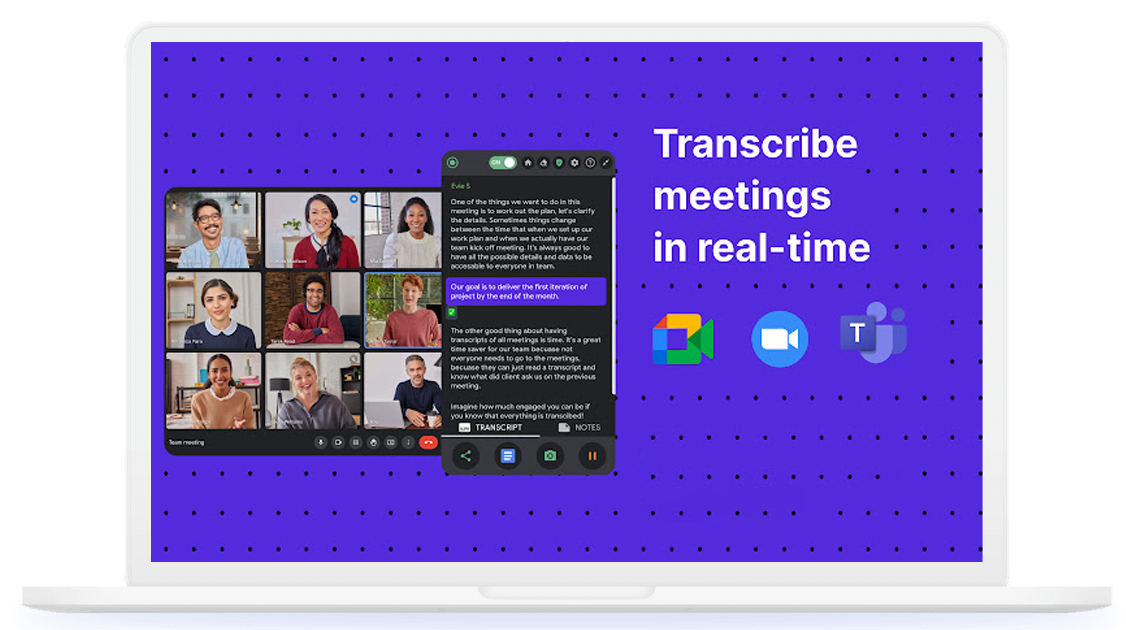 Transcribe
meetings
in real-time
ON
Evie S
One of the things we want to do in this
meeting is to work out the plan, let's clarify
the details. Sometimes things change
between the time that when we set up our
work plan and when we actually have our
team kick off meeting. It's always good to
have all the possible details and data to be
accesable to everyone in team.
Our goal is to deliver the first iteration of
project by the end of the month.
The other good thing about having
transcripts of all meetings is time. It's a great
time saver for our team becuase not
everyone needs to go to the meetings,
becuase they can just read a transcript and
know what did client ask us on the previous
meeting.
Imagine how much engaged you can be if
you know that everything is transcibed!
TRANSCRIPT
NOTES
Team meeting
T